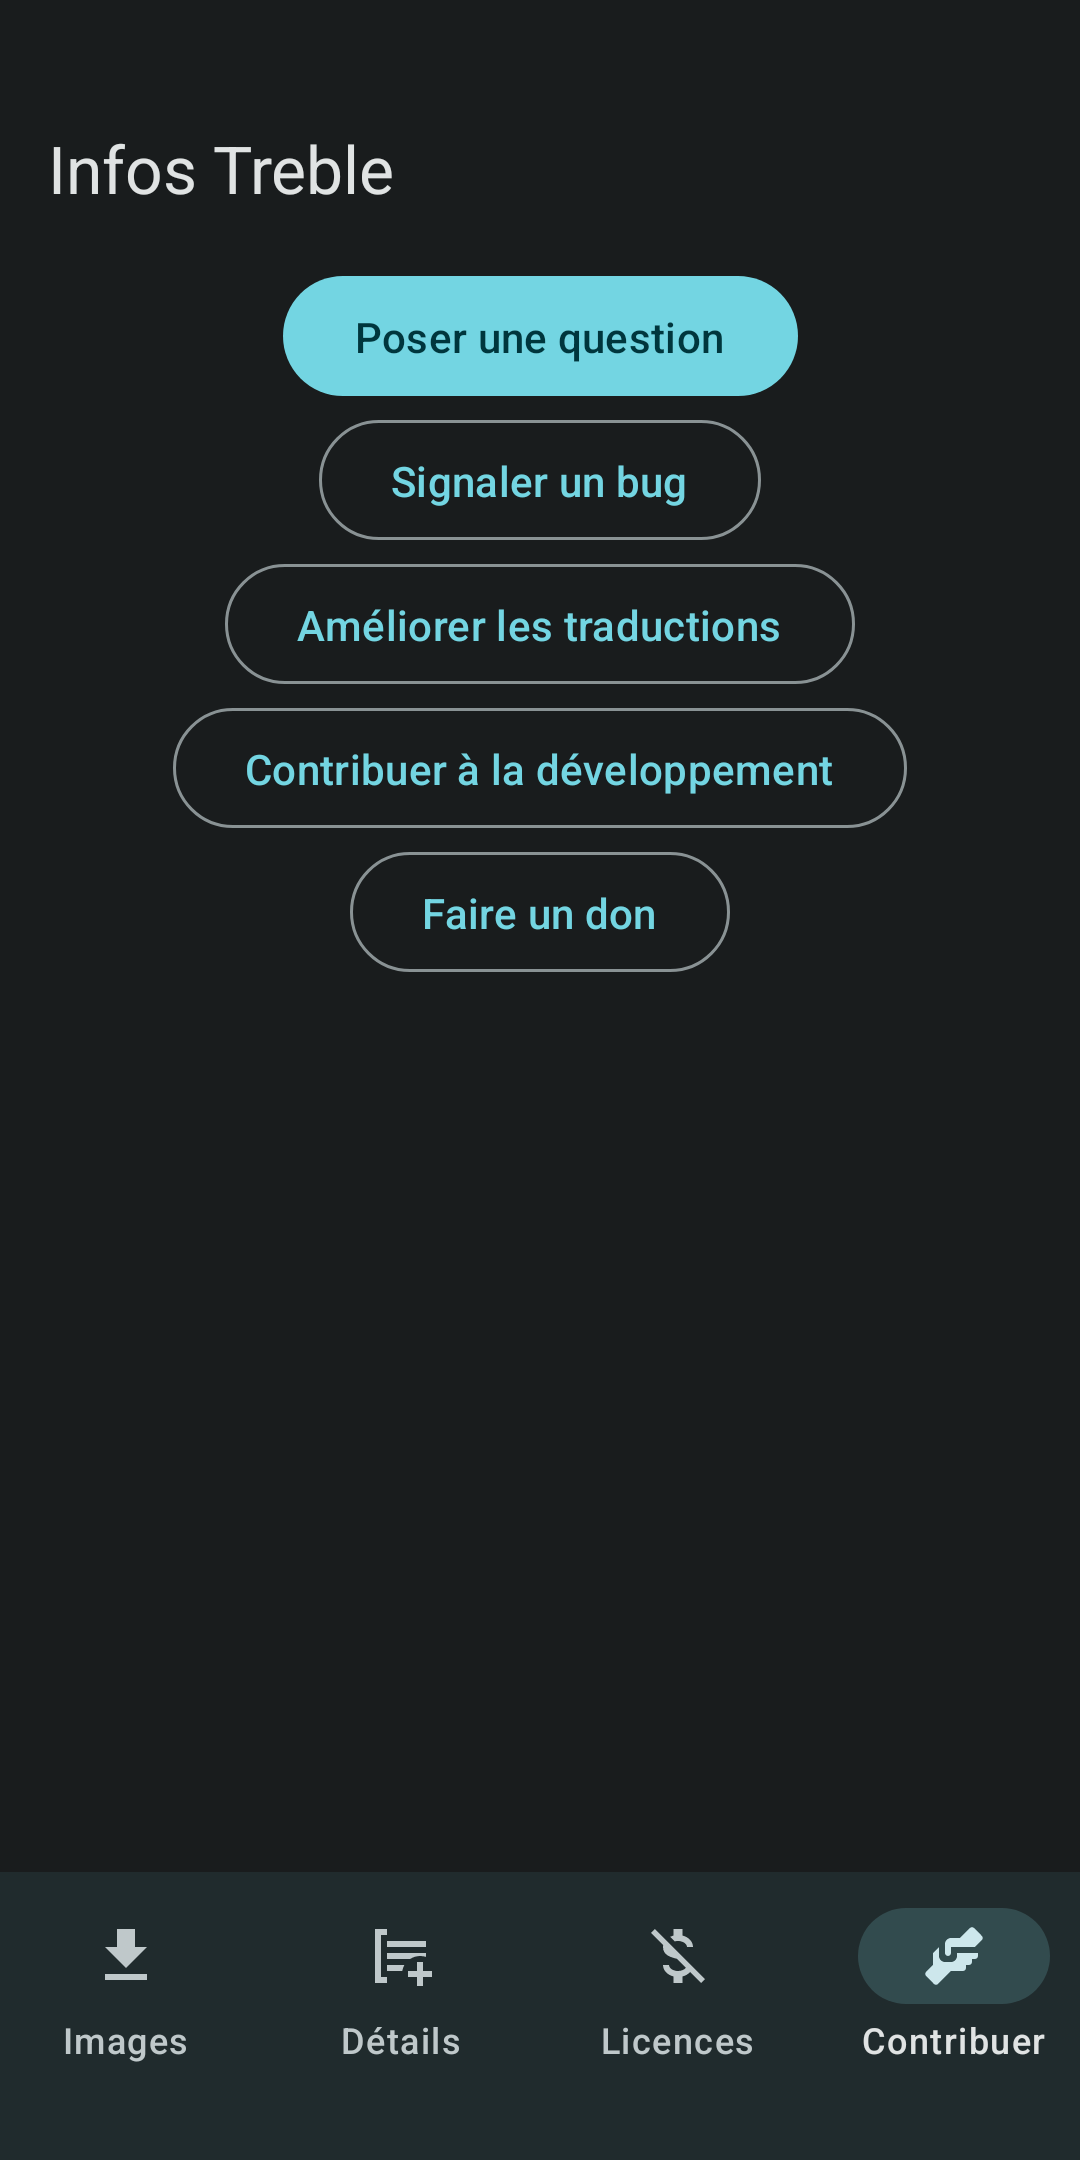 Infos Treble
Poser une question
Signaler un bug
Améliorer les traductions
Contribuer à la développement
Faire un don
Images
Détails
Licences
Contribuer